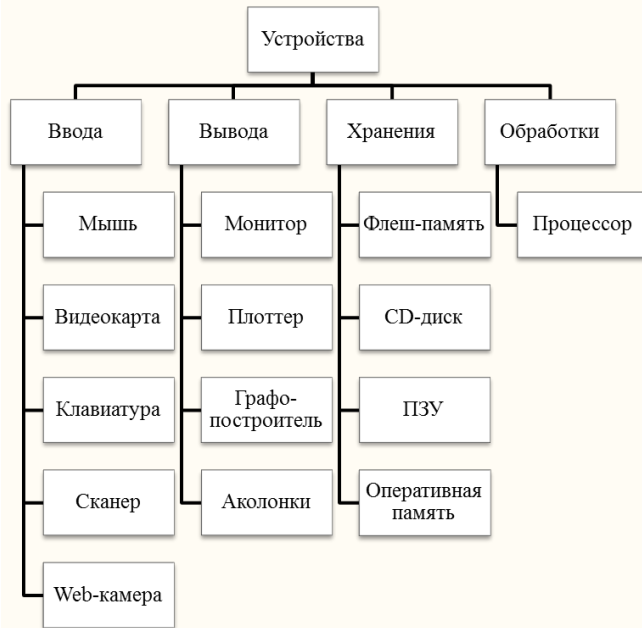 Устройства
Ввода
Вывода
Хранения
Обработки
Мышь
Монитор
Флеш-память
Процессор
Видеокарта
Плоттер
CD-диск
Клавиатура
Графо-
построитель
ПЗУ
Сканер
Аколонки
Оперативная
память
Web-камера